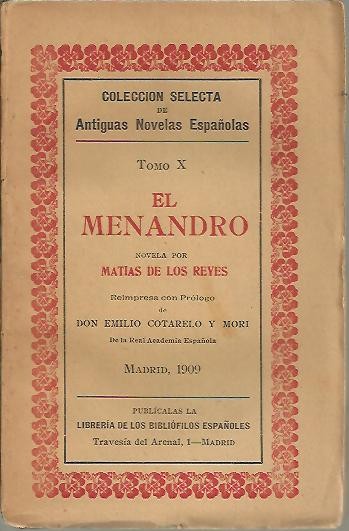 COLECCION SELECTA
DE
Antiguas Novelas Españolas
TOMO X
EL
MENANDRO
NOVELA POR
MATÍAS DE LOS REYES
Reimpresa con Prólogo
de
DON EMILIO COTARELO Y MORI
De la Real Academia Española
MADRID, 1909
PUBLÍCALAS LA
LIBRERÍA DE LOS BIBLIÓFILOS ESPAÑOLES
Travesía del Arenal, 1—MADRID